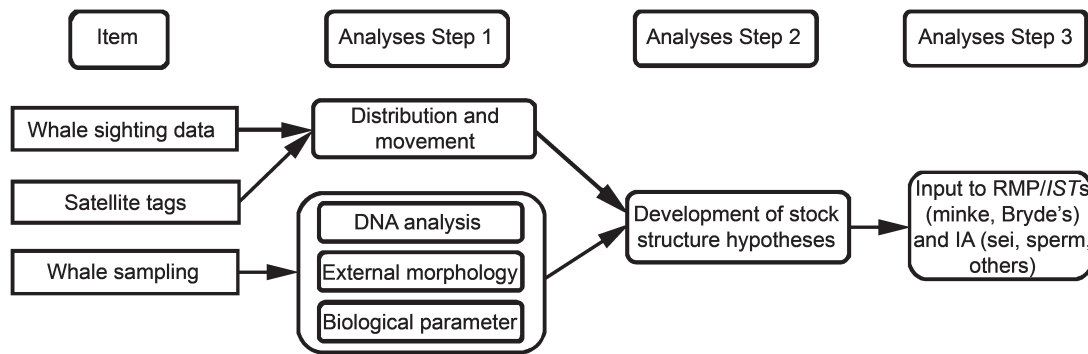 Item
Analyses Step 1
Analyses Step 2
Analyses Step 3
Whale sighting data
Satellite tags
Whale sampling
Distribution and
movement
DNA analysis
External morphology
Biological parameter
Development of stock
structure hypotheses
Input to RMP/ISTs
(minke, Bryde's)
and IA (sei, sperm,
others)